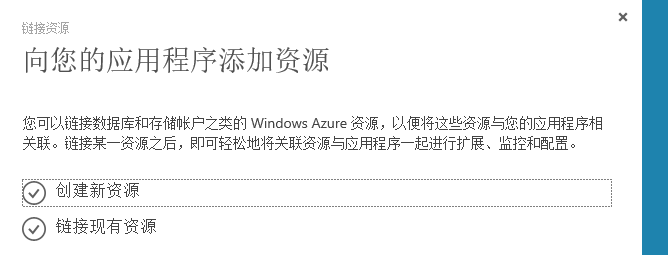 链接资源
向您的应用程序添加资源
您可以链接数据库和存储帐户之类的 Windows Azure 资源，以便将这些资源与您的应用程序相
关联。链接某一资源之后，即可轻松地将关联资源与应用程序一起进行扩展、监控和配置。
创建新资源
链接现有资源